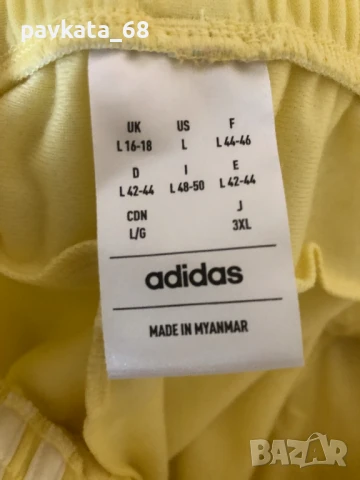 paykata_68
UK US F
L 16-18 L L 44-46
D I E
L 42-44 L 48-50 L 42-44
CDN J
L/G 3XL
adidas
MADE IN MYANMAR
BAZAR